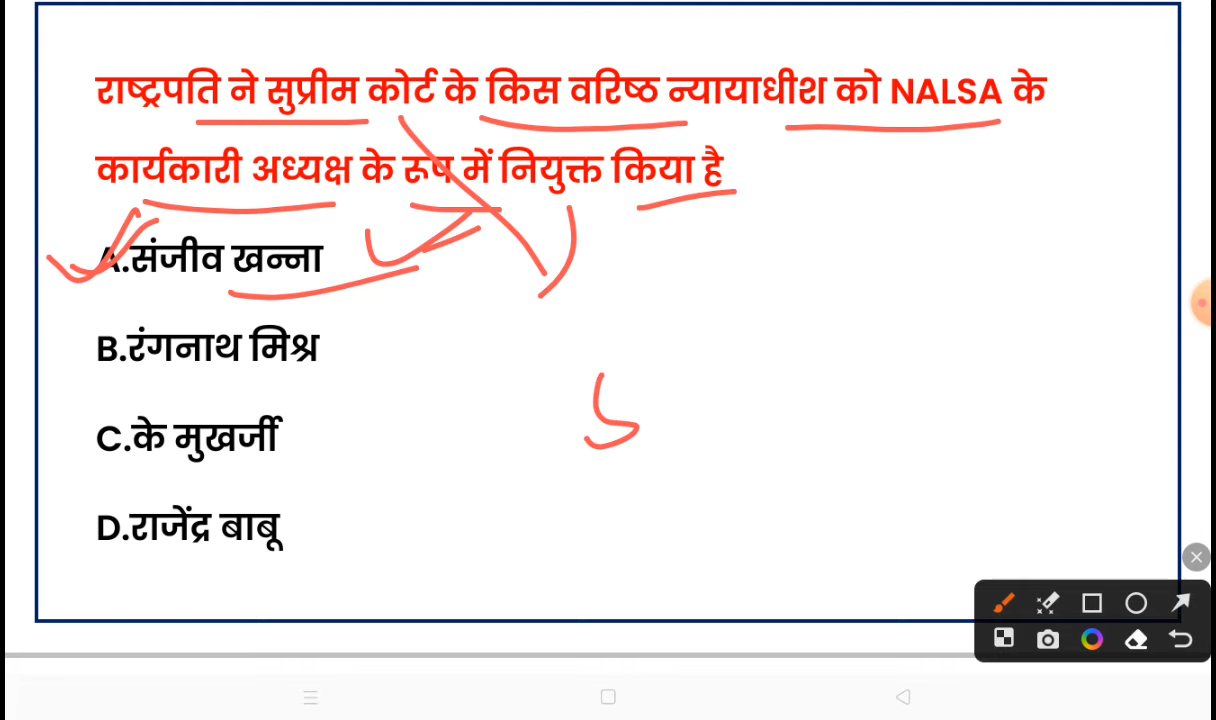 राष्ट्रपति ने सुप्रीम कोर्ट के किस वरिष्ठ न्यायाधीश को NALSA के
कार्यकारी अध्यक्ष के रूप में नियुक्त किया है
A.संजीव खन्ना
B.रंगनाथ मिश्र
C.के मुखर्जी
D.राजेंद्र बाबू